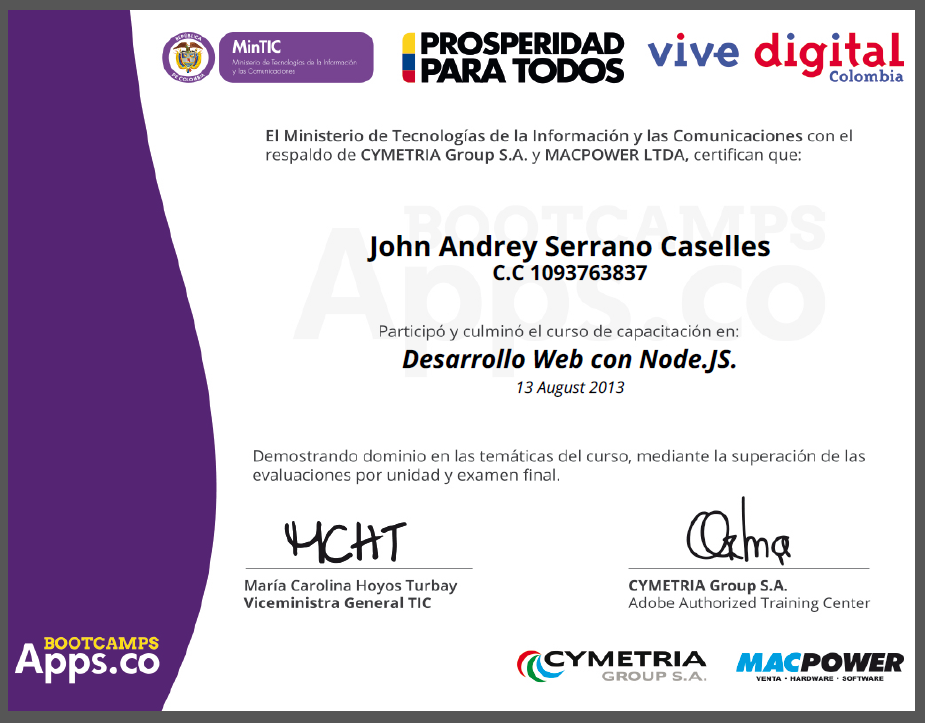 REPÚBLICA
DE COLOMBIA
MinTIC
Ministerio de Tecnologías de la Información
y las Comunicaciones
PROSPERIDAD
PARA TODOS
vive digital
Colombia
El Ministerio de Tecnologías de la Información y las Comunicaciones con el
respaldo de CYMETRIA Group S.A. y MACPOWER LTDA, certifican que:
BOOTCAMPS
Apps.co
John Andrey Serrano Caselles
C.C 1093763837
Participó y culminó el curso de capacitación en:
Desarrollo Web con Node.JS.
13 August 2013
Demostrando dominio en las temáticas del curso, mediante la superación de las
evaluaciones por unidad y examen final.
MCHT
María Carolina Hoyos Turbay
Viceministra General TIC
CYMETRIA Group S.A.
Adobe Authorized Training Center
BOOTCAMPS
Apps.co
CYMETRIA
GROUP S.A.
MACPOWER
VENTA · HARDWARE · SOFTWARE